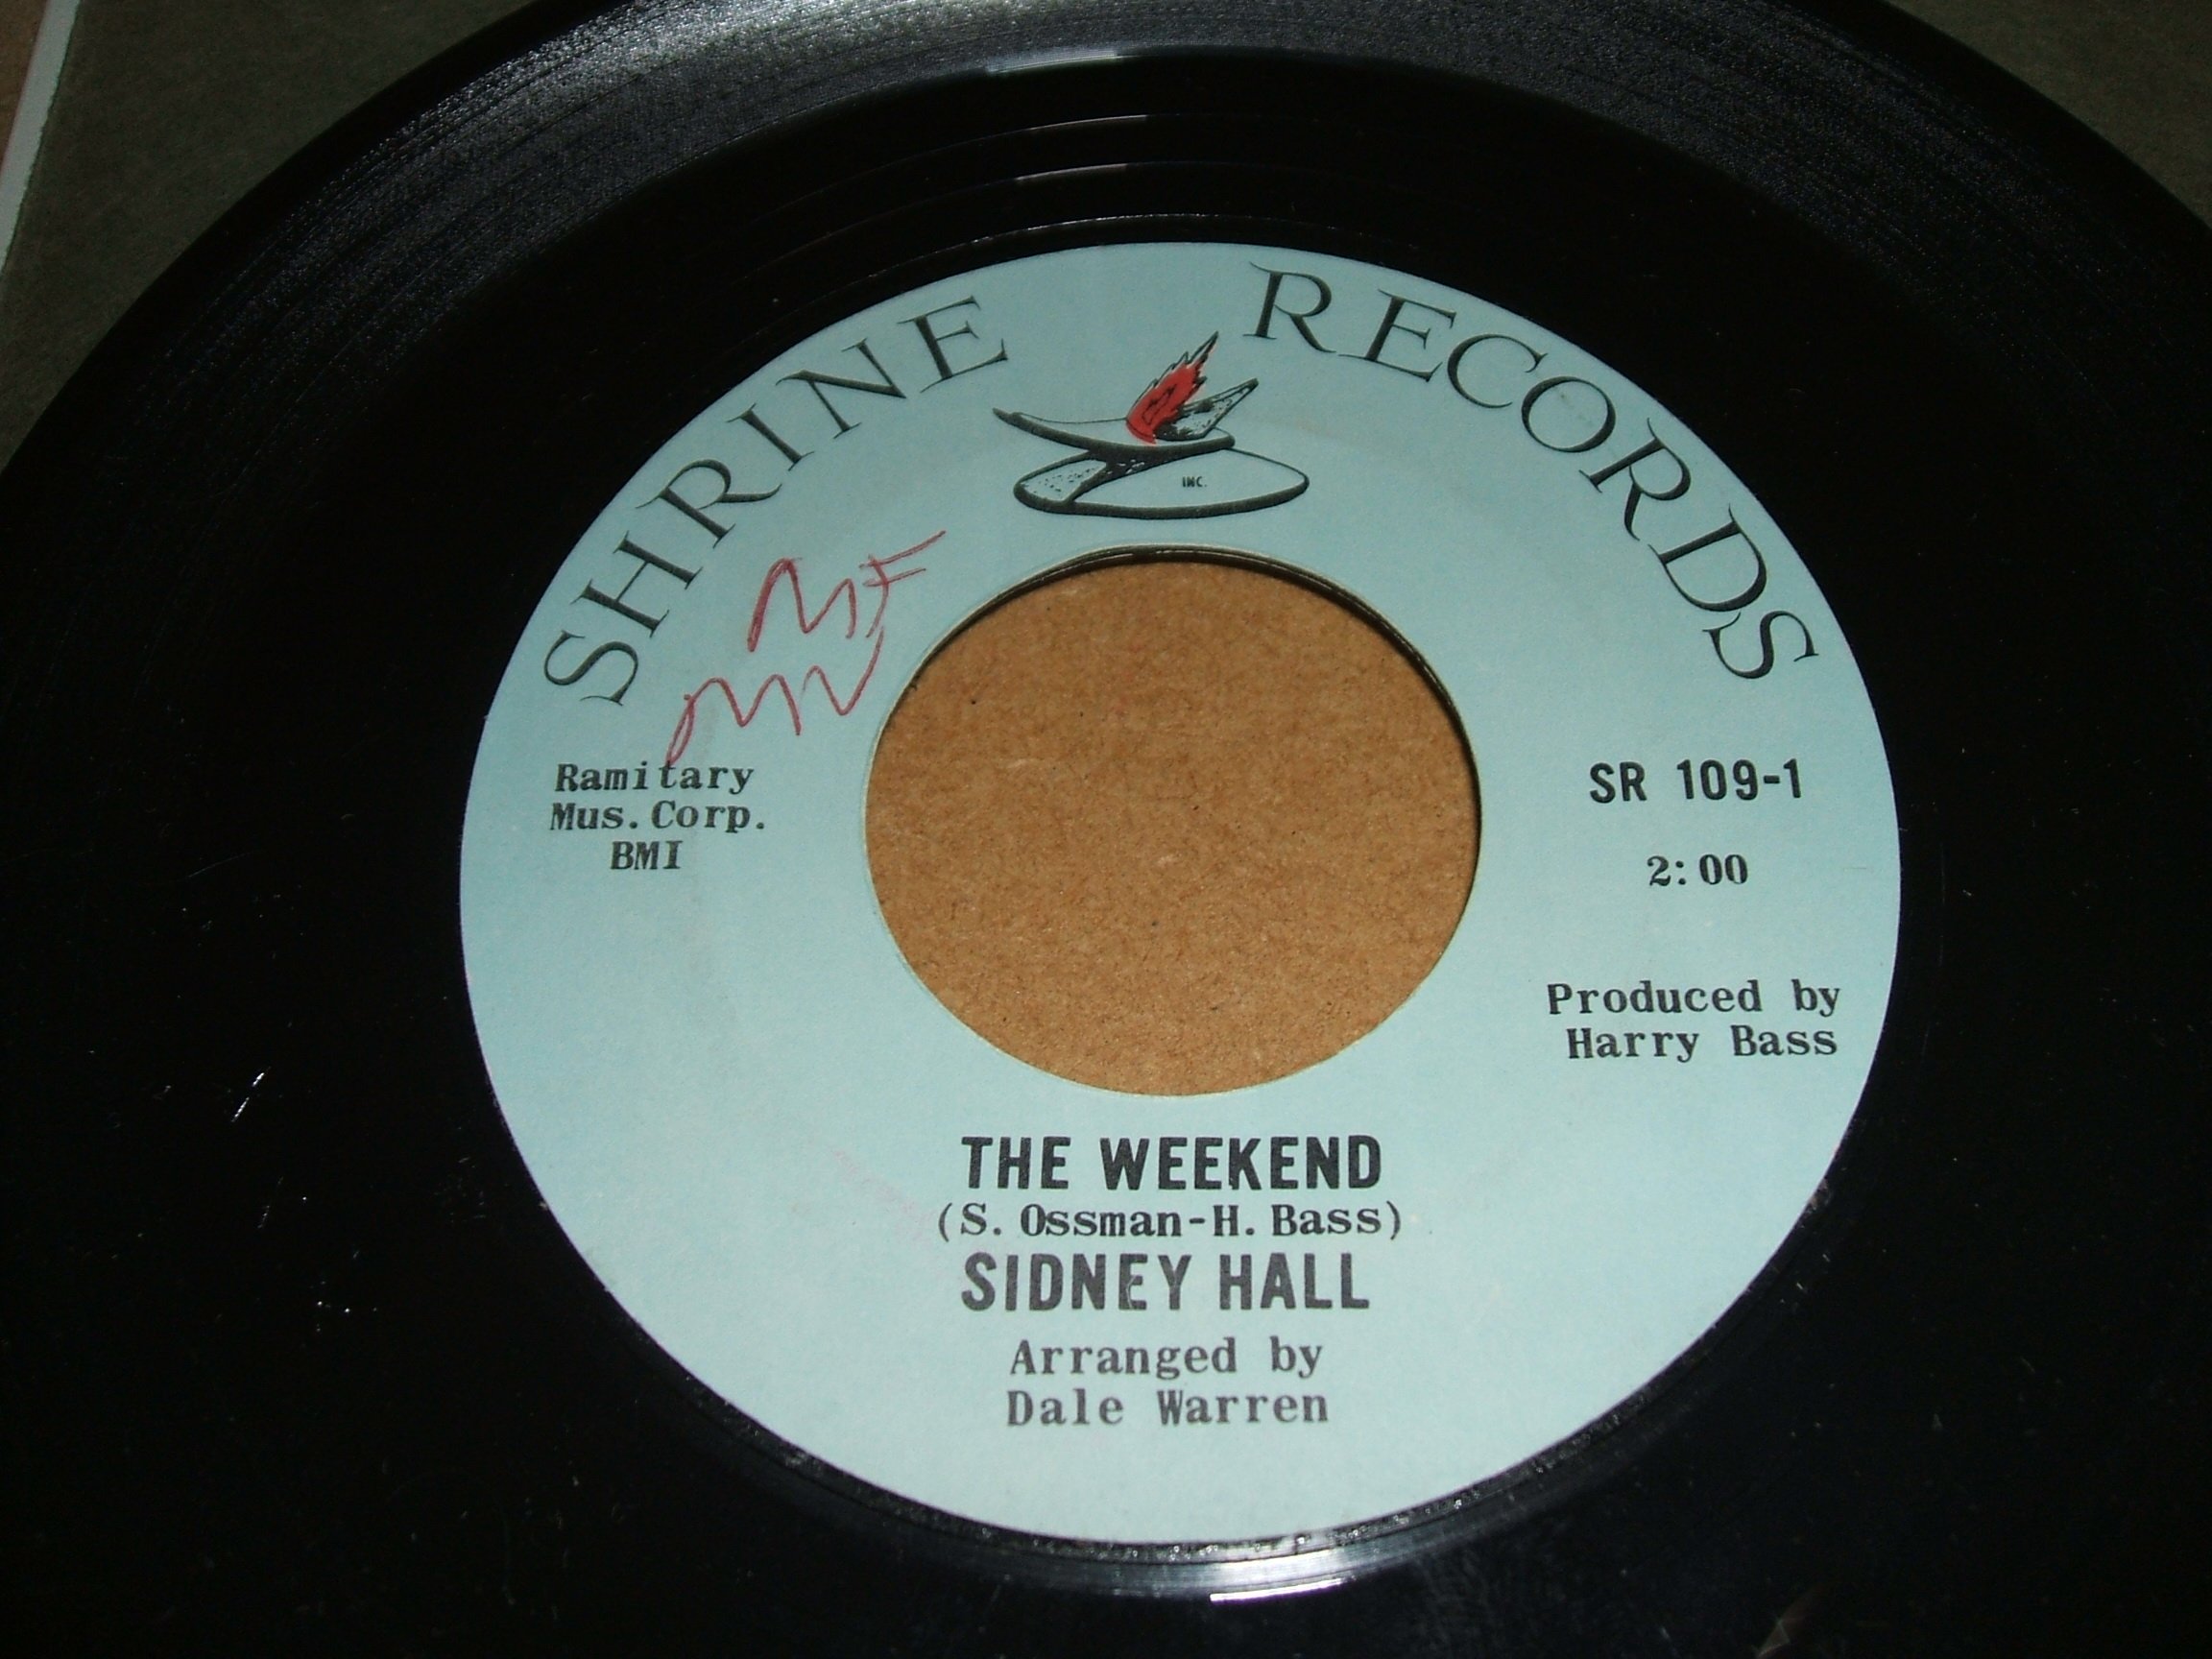 SHRINE RECORDS
INC.
Ramitary
Mus. Corp.
BMI
SR 109-1
2:00
Produced by
Harry Bass
THE WEEKEND
(S. Ossman-H. Bass)
SIDNEY HALL
Arranged by
Dale Warren